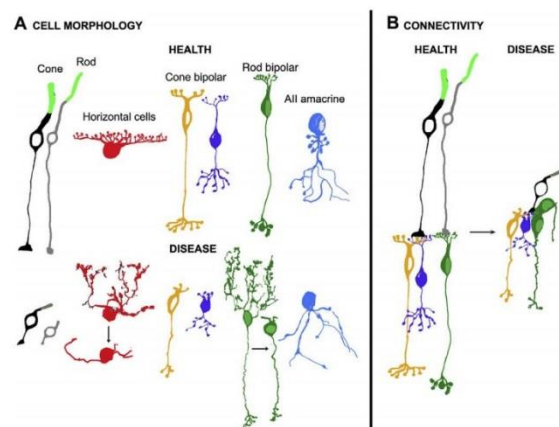 A CELL MORPHOLOGY
HEALTH
Cone
Rod
Horizontal cells
Cone bipolar
Rod bipolar
AII amacrine
DISEASE
B CONNECTIVITY
HEALTH
DISEASE